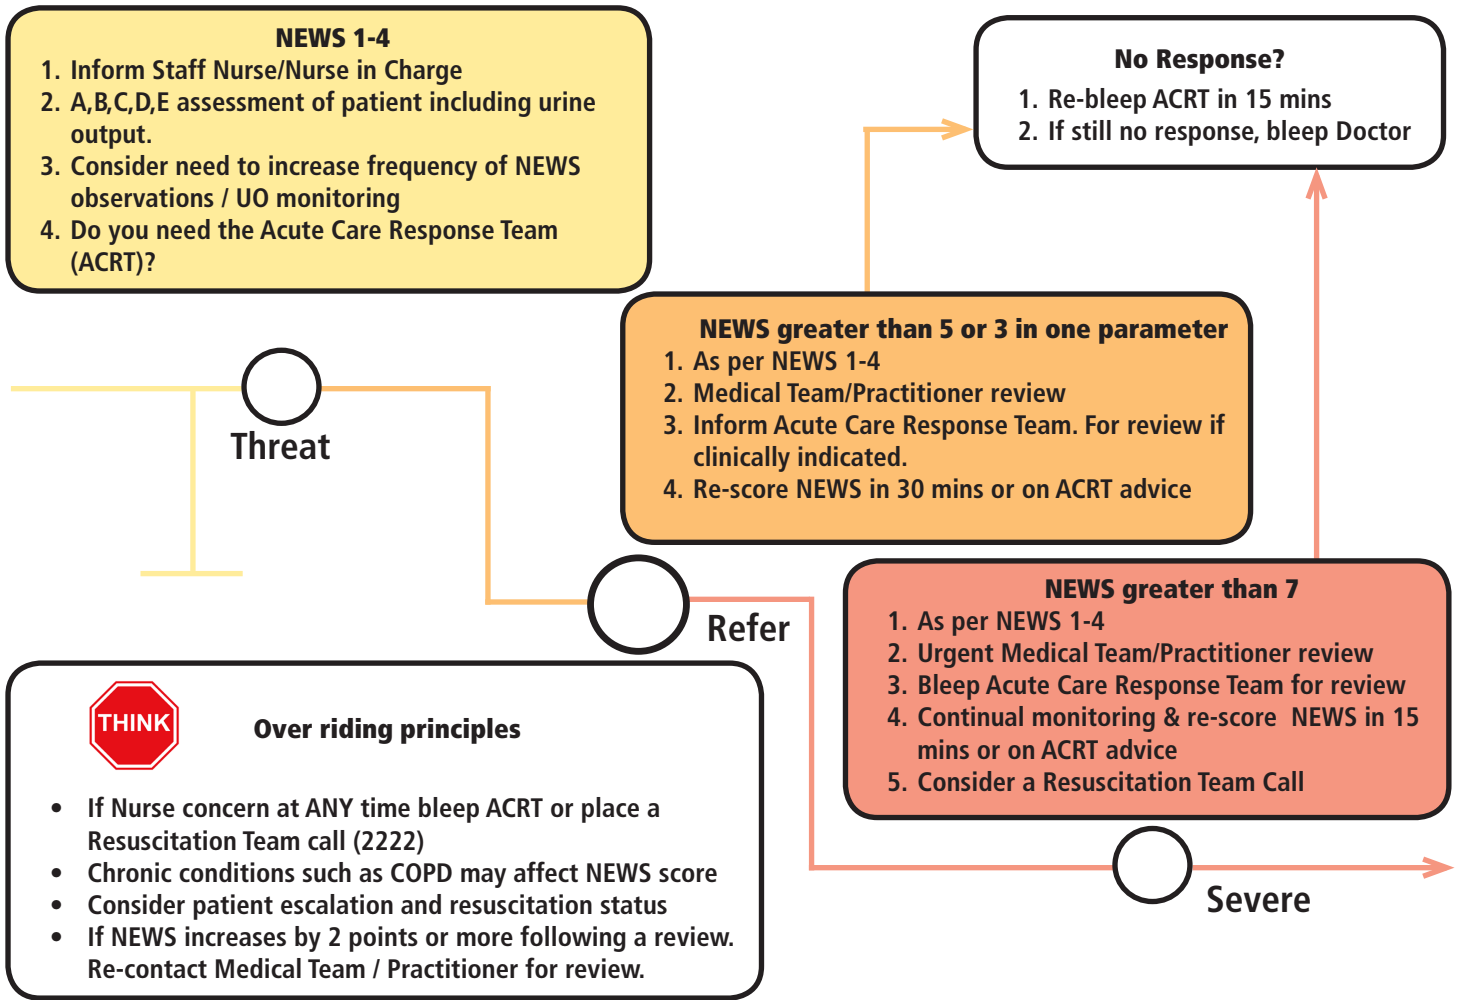 NEWS 1-4
1. Inform Staff Nurse/Nurse in Charge
2. A,B,C,D,E assessment of patient including urine
output.
3. Consider need to increase frequency of NEWS
observations / UO monitoring
4. Do you need the Acute Care Response Team
(ACRT)?
No Response?
1. Re-bleep ACRT in 15 mins
2. If still no response, bleep Doctor
NEWS greater than 5 or 3 in one parameter
1. As per NEWS 1-4
2. Medical Team/Practitioner review
3. Inform Acute Care Response Team. For review if
clinically indicated.
4. Re-score NEWS in 30 mins or on ACRT advice
Threat
Refer
NEWS greater than 7
1. As per NEWS 1-4
2. Urgent Medical Team/Practitioner review
3. Bleep Acute Care Response Team for review
4. Continual monitoring & re-score NEWS in 15
mins or on ACRT advice
5. Consider a Resuscitation Team Call
Severe
THINK
Over riding principles
• If Nurse concern at ANY time bleep ACRT or place a
Resuscitation Team call (2222)
• Chronic conditions such as COPD may affect NEWS score
• Consider patient escalation and resuscitation status
• If NEWS increases by 2 points or more following a review.
Re-contact Medical Team / Practitioner for review.